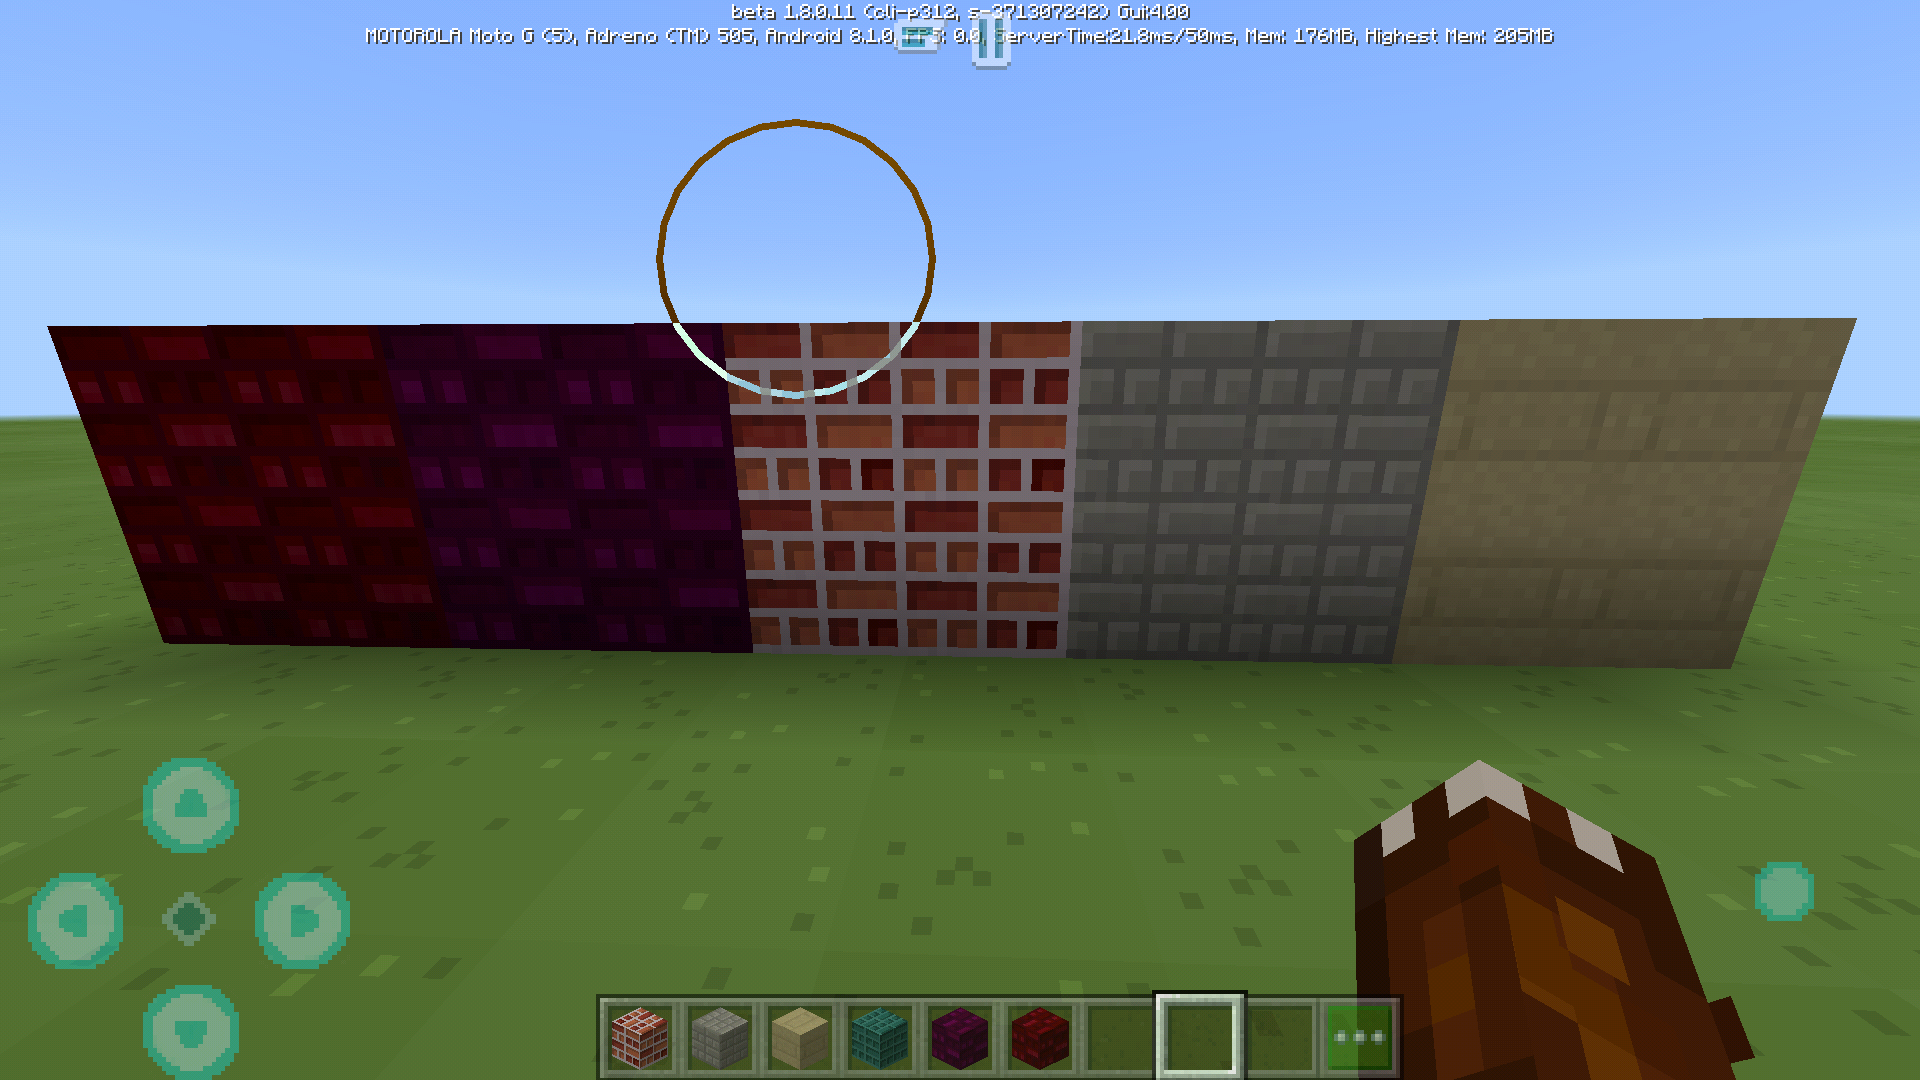 beta 1.8.0.11 (cli-p312, s-371307242) Gui:4.00
MOTOROLA Moto G (5), Adreno (TM) 505, Android 8.1.0, FPS: 0.0, ServerTime:21.8ms/50ms, Mem: 176MB, Highest Mem: 205MB